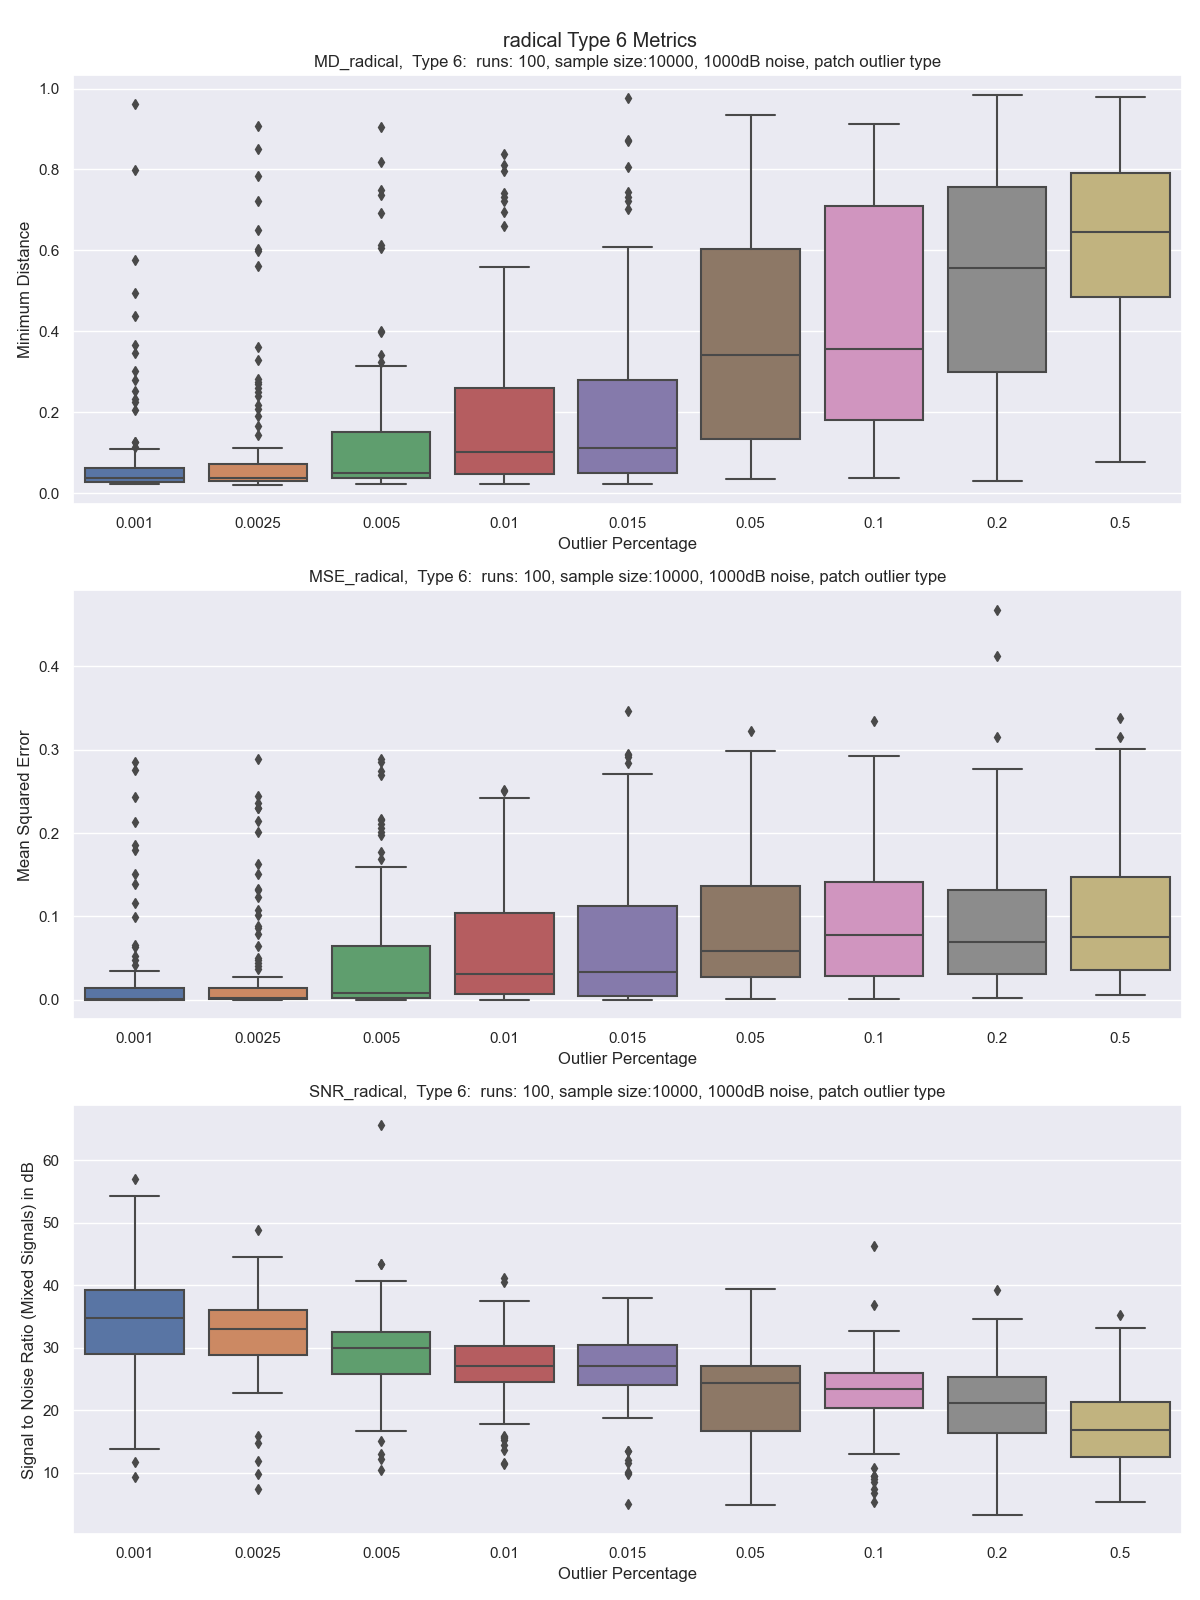 radical Type 6 Metrics
MD_radical,  Type 6:  runs: 100, sample size:10000, 1000dB noise, patch outlier type
Minimum Distance
1.0
0.8
0.6
0.4
0.2
0.0
0.001 0.0025 0.005 0.01 0.015 0.05 0.1 0.2 0.5
Outlier Percentage
MSE_radical,  Type 6:  runs: 100, sample size:10000, 1000dB noise, patch outlier type
Mean Squared Error
0.4
0.3
0.2
0.1
0.0
0.001 0.0025 0.005 0.01 0.015 0.05 0.1 0.2 0.5
Outlier Percentage
SNR_radical,  Type 6:  runs: 100, sample size:10000, 1000dB noise, patch outlier type
Signal to Noise Ratio (Mixed Signals) in dB
60
50
40
30
20
10
0.001 0.0025 0.005 0.01 0.015 0.05 0.1 0.2 0.5
Outlier Percentage